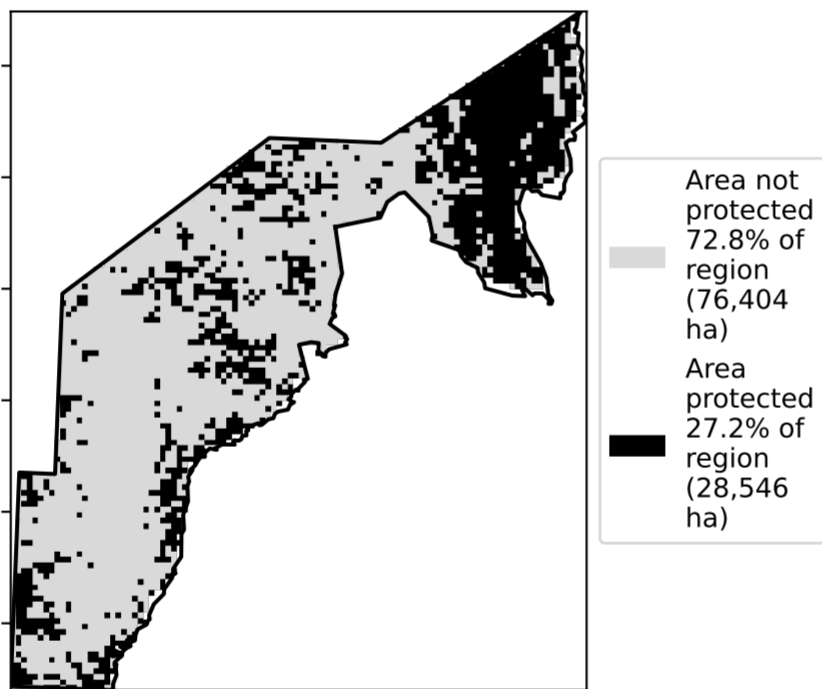 Area not
protected
72.8% of
region
(76,404
ha)
Area
protected
27.2% of
region
(28,546
ha)